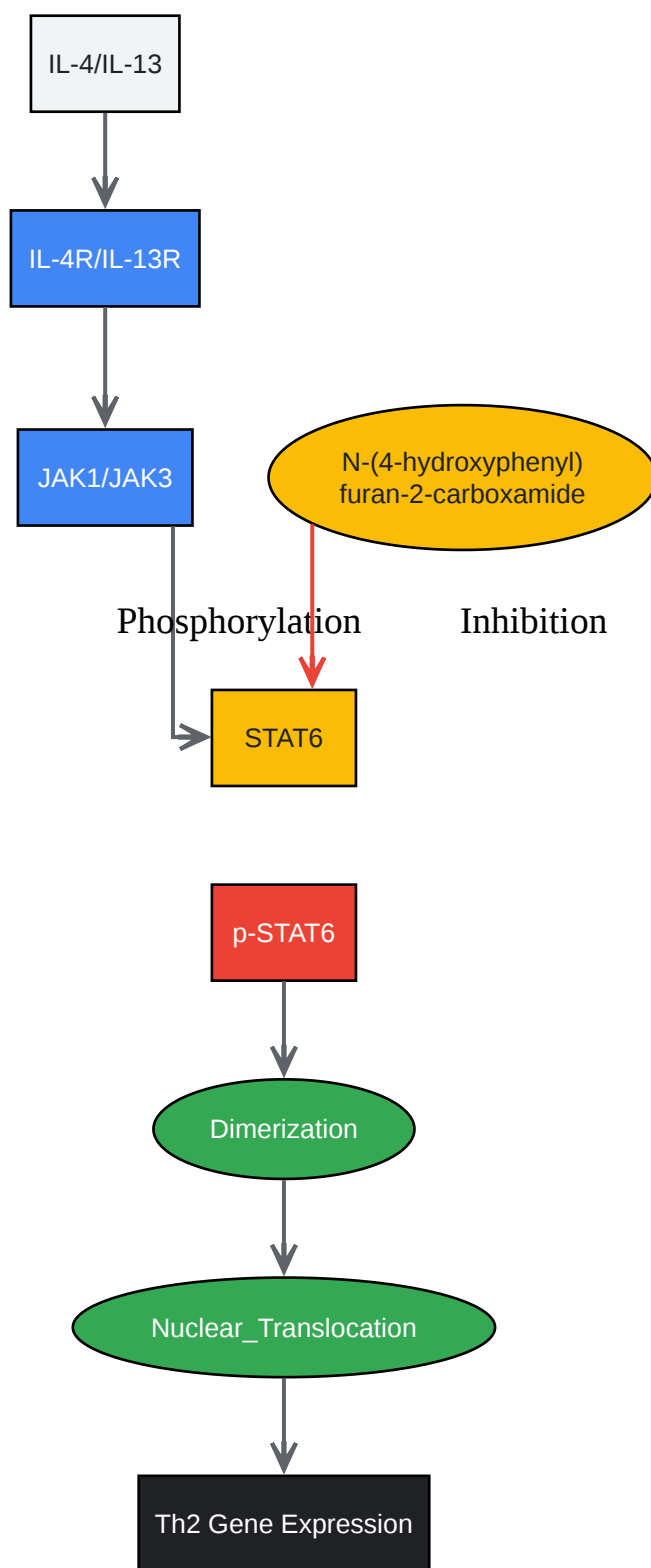 IL-4/IL-13
IL-4R/IL-13R
JAK1/JAK3
N-(4-hydroxyphenyl)
furan-2-carboxamide
Phosphorylation
Inhibition
STAT6
p-STAT6
Dimerization
Nuclear_Translocation
Th2 Gene Expression